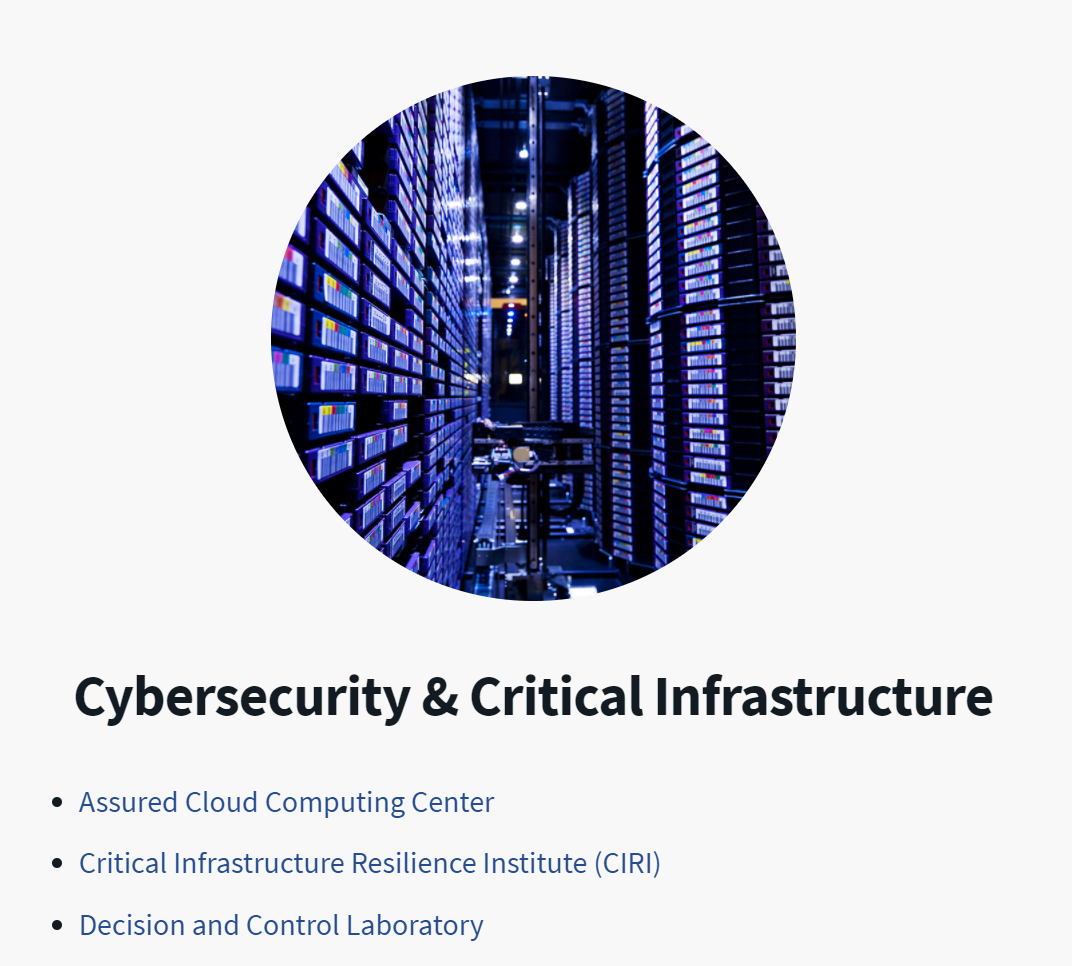 Cybersecurity & Critical Infrastructure
Assured Cloud Computing Center
Critical Infrastructure Resilience Institute (CIRI)
Decision and Control Laboratory